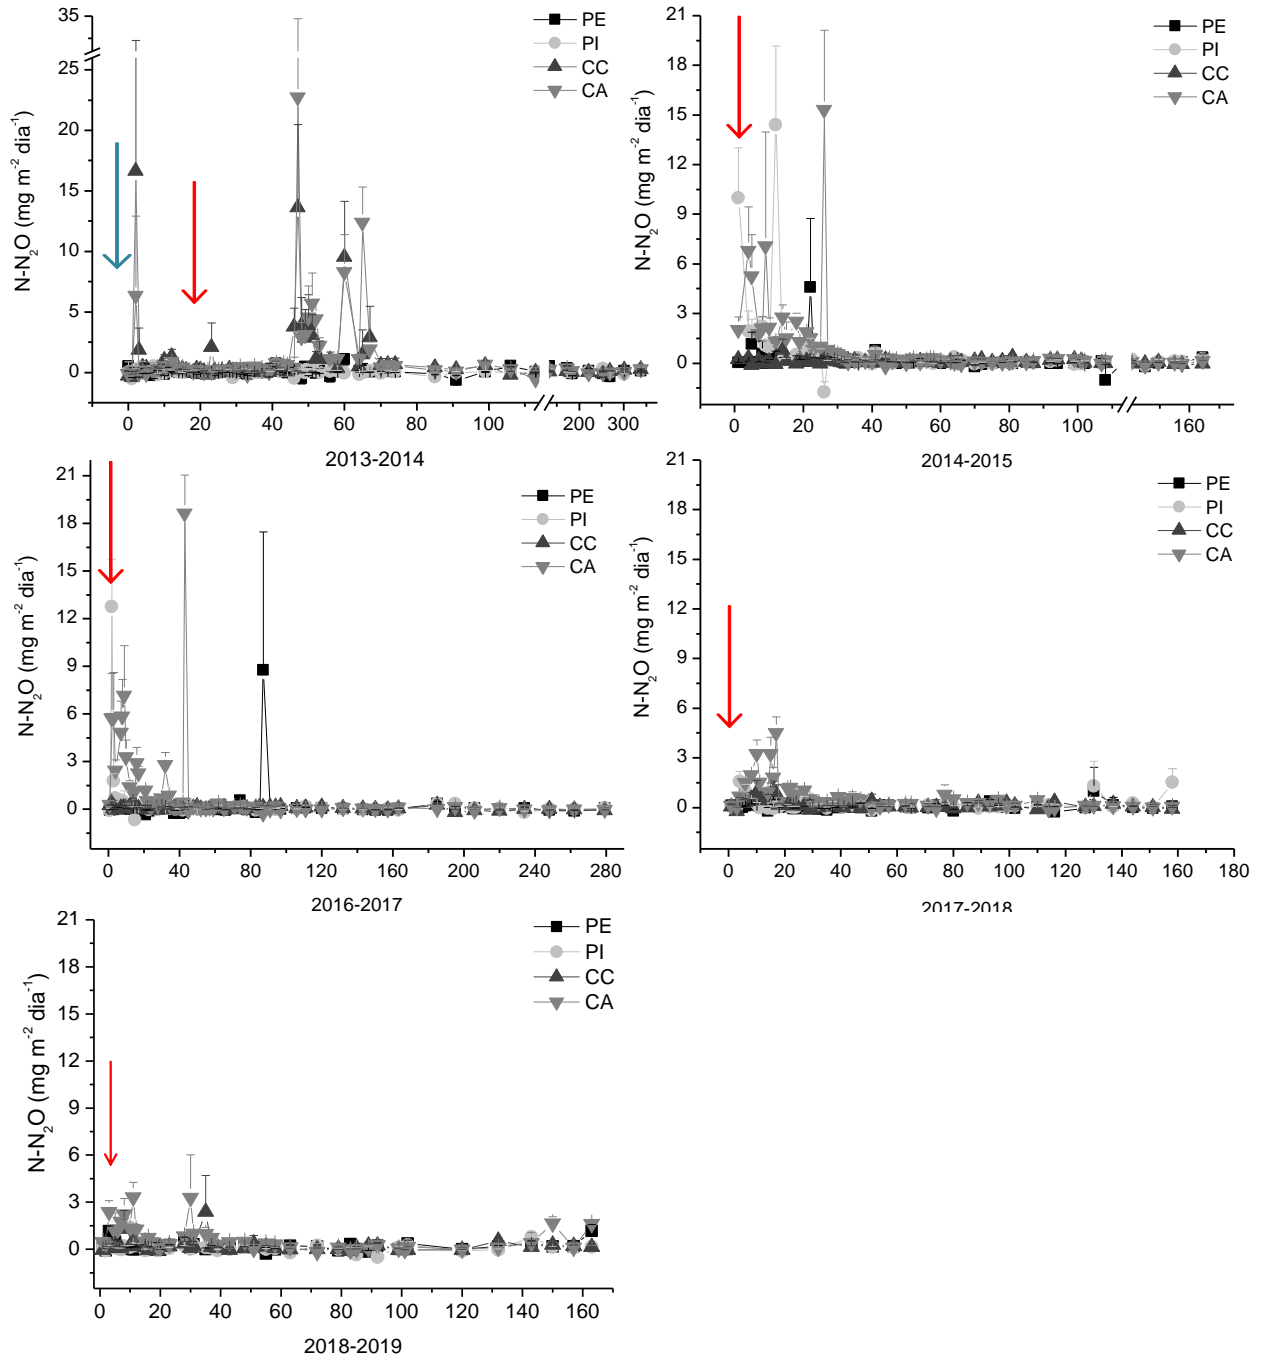 35
25
20
15
10
5
0
N-N2O (mg m-2 dia-1)
PE
PI
CC
CA
0 20 40 60 80 100 200 300
2013-2014
21
18
15
12
9
6
3
0
N-N2O (mg m-2 dia-1)
PE
PI
CC
CA
0 20 40 60 80 100 160
2014-2015
21
18
15
12
9
6
3
0
N-N2O (mg m-2 dia-1)
PE
PI
CC
CA
0 40 80 120 160 200 240 280
2016-2017
21
18
15
12
9
6
3
0
N-N2O (mg m-2 dia-1)
PE
PI
CC
CA
0 20 40 60 80 100 120 140 160 180
2017-2018
21
18
15
12
9
6
3
0
N-N2O (mg m-2 dia-1)
PE
PI
CC
CA
0 20 40 60 80 100 120 140 160
2018-2019